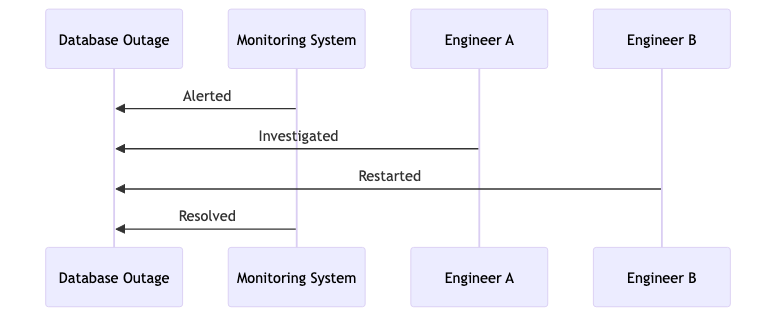 Database Outage
Monitoring System
Engineer A
Engineer B
Alerted
Investigated
Restarted
Resolved
Database Outage
Monitoring System
Engineer A
Engineer B